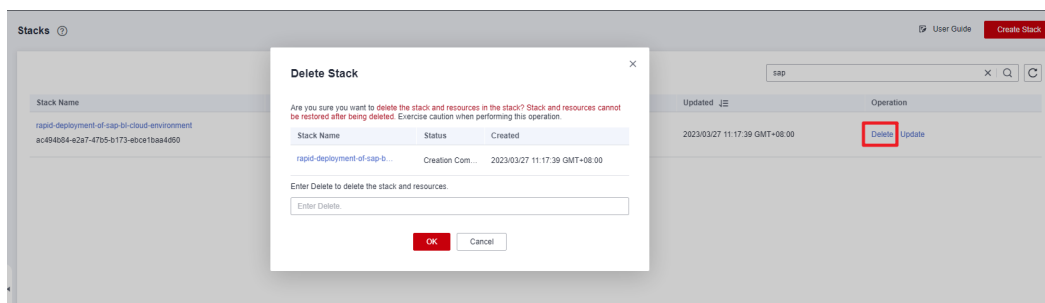 Stacks
User Guide
Create Stack
sap
Stack Name
Updated
Operation
rapid-deployment-of-sap-bl-cloud-environment
ac494b84-e2a7-47b5-b173-ebce1baa4d60
2023/03/27 11:17:39 GMT+08:00
Delete Update
Delete Stack
Are you sure you want to delete the stack and resources in the stack? Stack and resources cannot
be restored after being deleted. Exercise caution when performing this operation.
Stack Name Status Created
rapid-deployment-of-sap-b... Creation Com... 2023/03/27 11:17:39 GMT+08:00
Enter Delete to delete the stack and resources.
Enter Delete.
OK Cancel